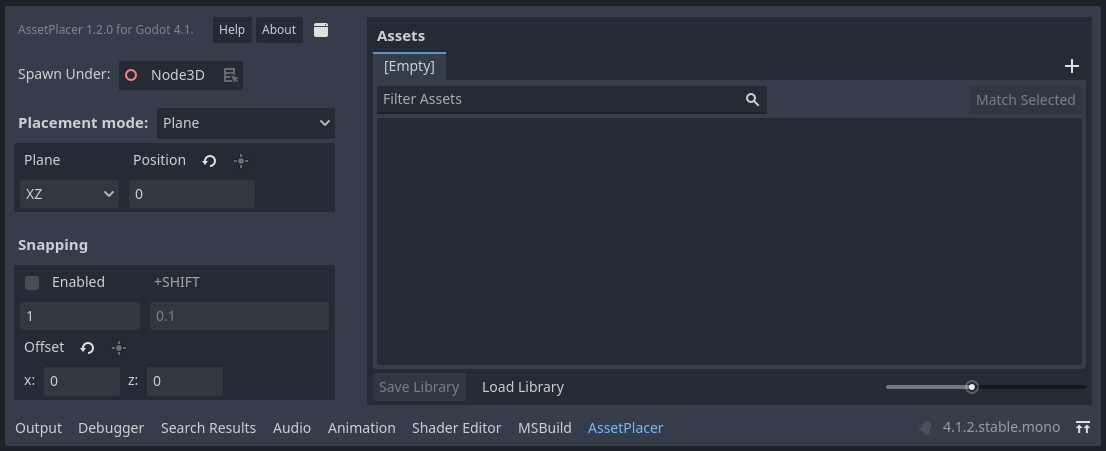 AssetPlacer 1.2.0 for Godot 4.1.
Help
About
Spawn Under:
Node3D
Placement mode:
Plane
Plane
Position
XZ
0
Snapping
Enabled
+SHIFT
1
0.1
Offset
x: 0
z: 0
Assets
[Empty]
Filter Assets
Match Selected
Save Library
Load Library
Output Debugger Search Results Audio Animation Shader Editor MSBuild AssetPlacer 4.1.2.stable.mono